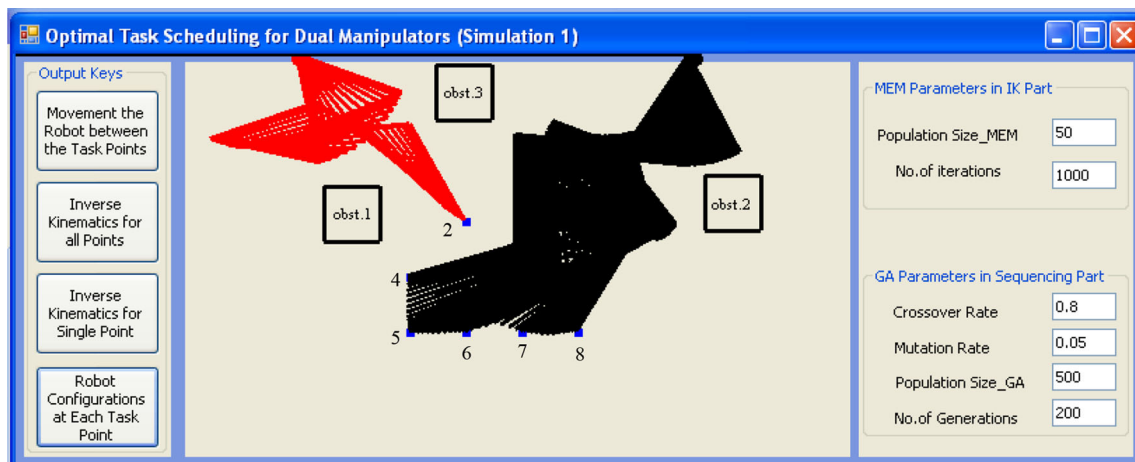 Optimal Task Scheduling for Dual Manipulators (Simulation 1)
Output Keys
Movement the
Robot between
the Task Points
Inverse
Kinematics for
all Points
Inverse
Kinematics for
Single Point
Robot
Configurations
at Each Task
Point
obst.3
obst.1
obst.2
2
4
5
6
7
8
MEM Parameters in IK Part
Population Size_MEM
50
No.of iterations
1000
GA Parameters in Sequencing Part
Crossover Rate
0.8
Mutation Rate
0.05
Population Size_GA
500
No.of Generations
200